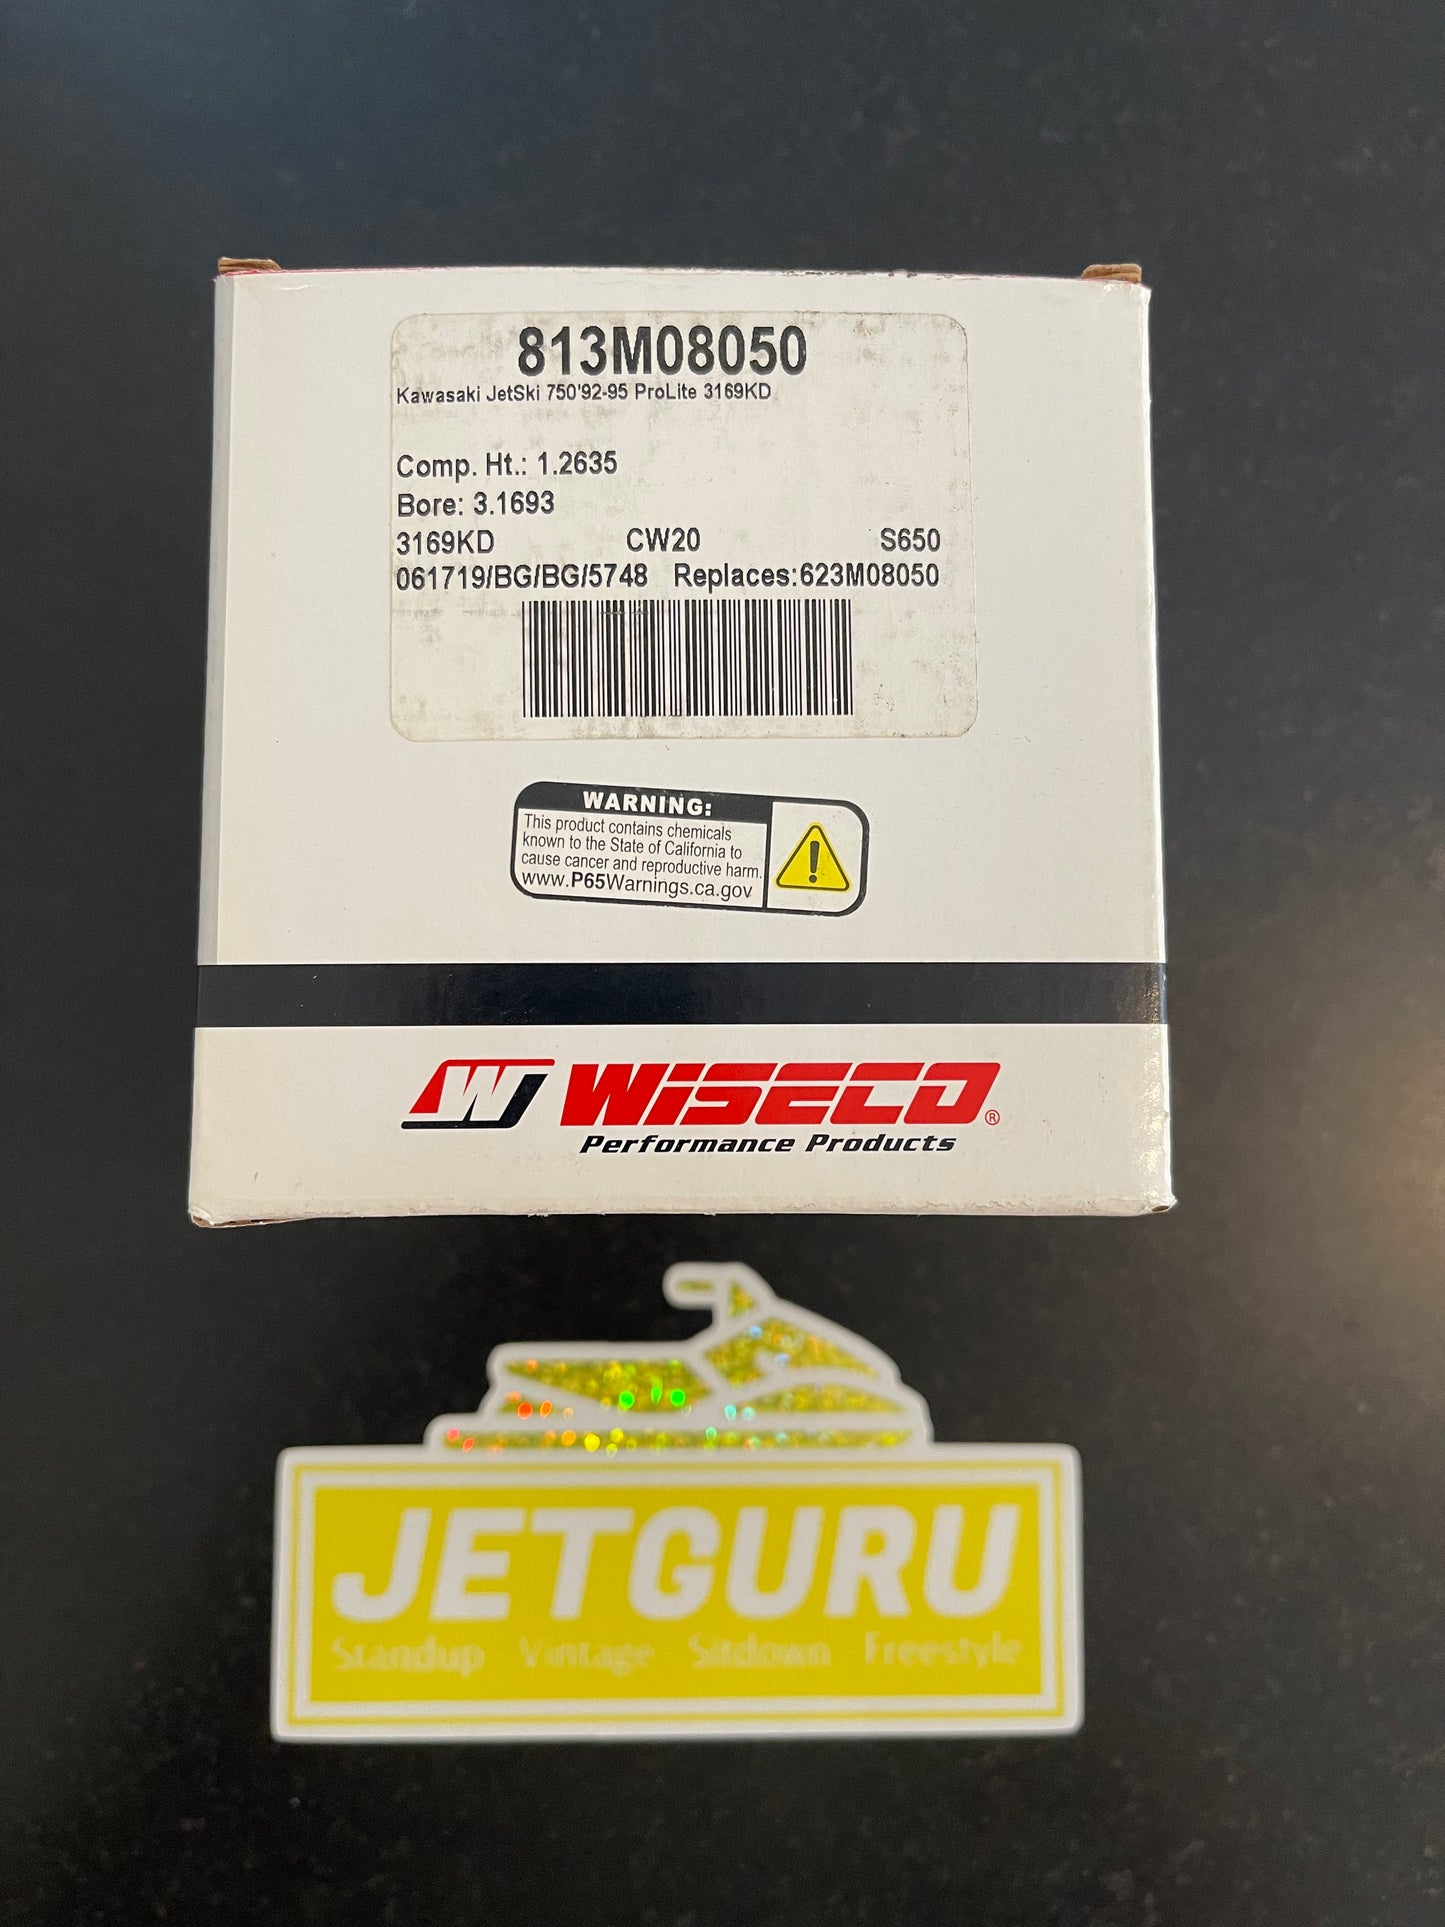 813M08050
Kawasaki JetSki 750'92-95 ProLite 3169KD
Comp. Ht.: 1.2635
Bore: 3.1693
3169KD CW20 S650
061719/BG/BG/5748 Replaces:623M08050
WARNING:
This product contains chemicals
known to the State of California to
cause cancer and reproductive harm.
www.P65Warnings.ca.gov
W WISECO®
Performance Products
JETGURU
Standup Vintage Sitdown Freestyle